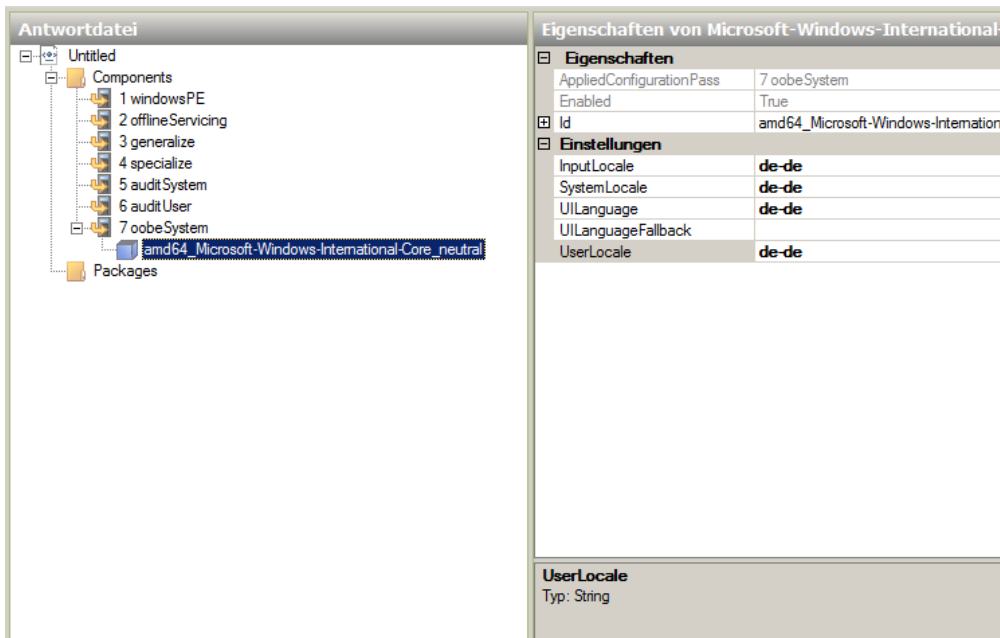 Antwortdatei
Untitled
Components
1 windowsPE
2 offlineServicing
3 generalize
4 specialize
5 auditSystem
6 auditUser
7 oobeSystem
amd64_Microsoft-Windows-International-Core_neutral
Packages
Eigenschaften von Microsoft-Windows-International-
Eigenschaften
AppliedConfigurationPass 7 oobeSystem
Enabled True
Id amd64_Microsoft-Windows-Internation
Einstellungen
InputLocale de-de
SystemLocale de-de
UILanguage de-de
UILanguageFallback
UserLocale de-de
UserLocale
Typ: String